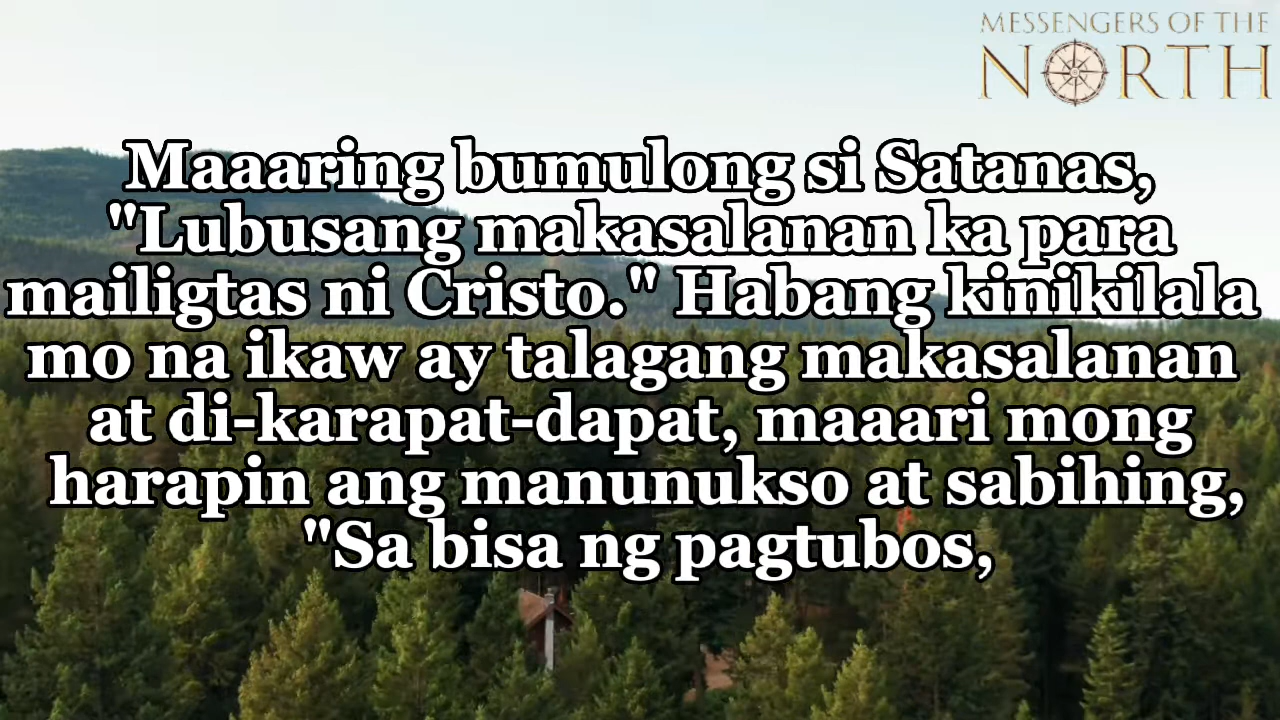 MESSENGERS OF THE
NORTH
Maaaring bumulong si Satanas,
"Lubusang makasalanan ka para
mailigtas ni Cristo." Habang kinikilala
mo na ikaw ay talagang makasalanan
at di-karapat-dapat, maaari mong
harapin ang manunukso at sabihing,
"Sa bisa ng pagtubos,